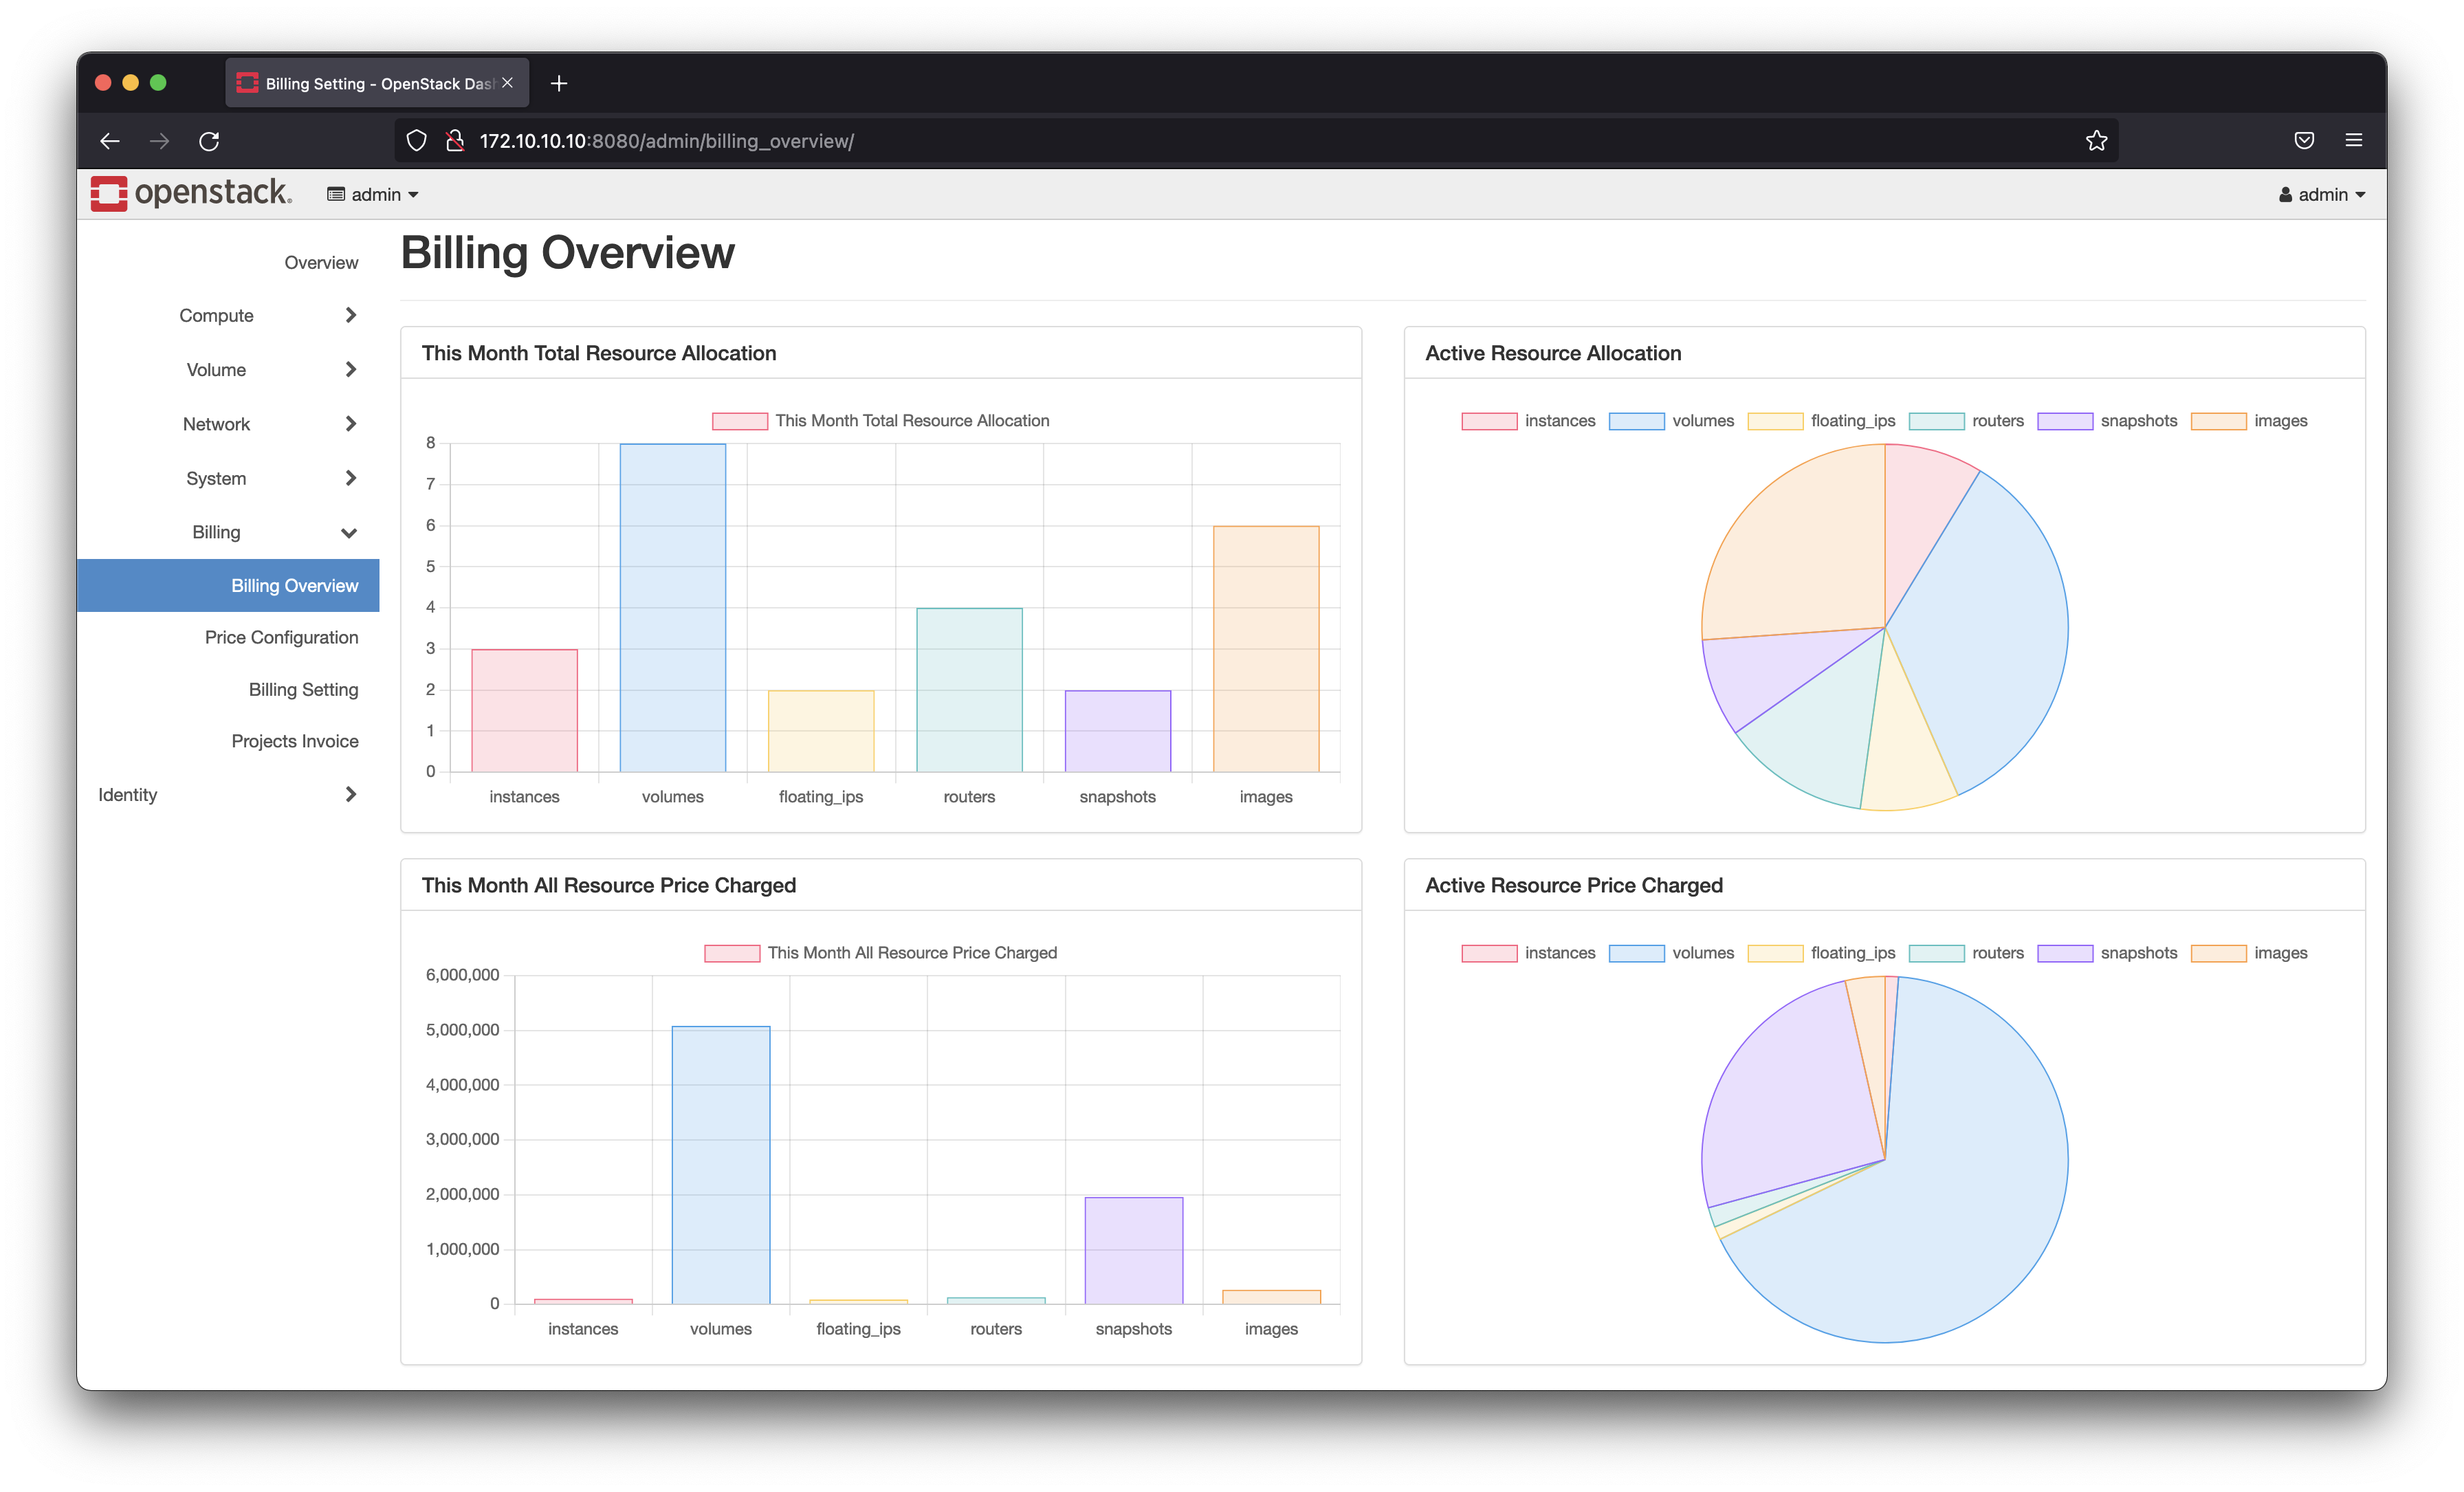 Billing Setting - OpenStack Das
172.10.10.10:8080/admin/billing_overview/
openstack.
admin
admin
Overview
Compute
Volume
Network
System
Billing
Billing Overview
Price Configuration
Billing Setting
Projects Invoice
Identity
Billing Overview
This Month Total Resource Allocation
This Month Total Resource Allocation
8
7
6
5
4
3
2
1
0
instances volumes floating_ips routers snapshots images
Active Resource Allocation
instances volumes floating_ips routers snapshots images
This Month All Resource Price Charged
This Month All Resource Price Charged
6,000,000
5,000,000
4,000,000
3,000,000
2,000,000
1,000,000
0
instances volumes floating_ips routers snapshots images
Active Resource Price Charged
instances volumes floating_ips routers snapshots images